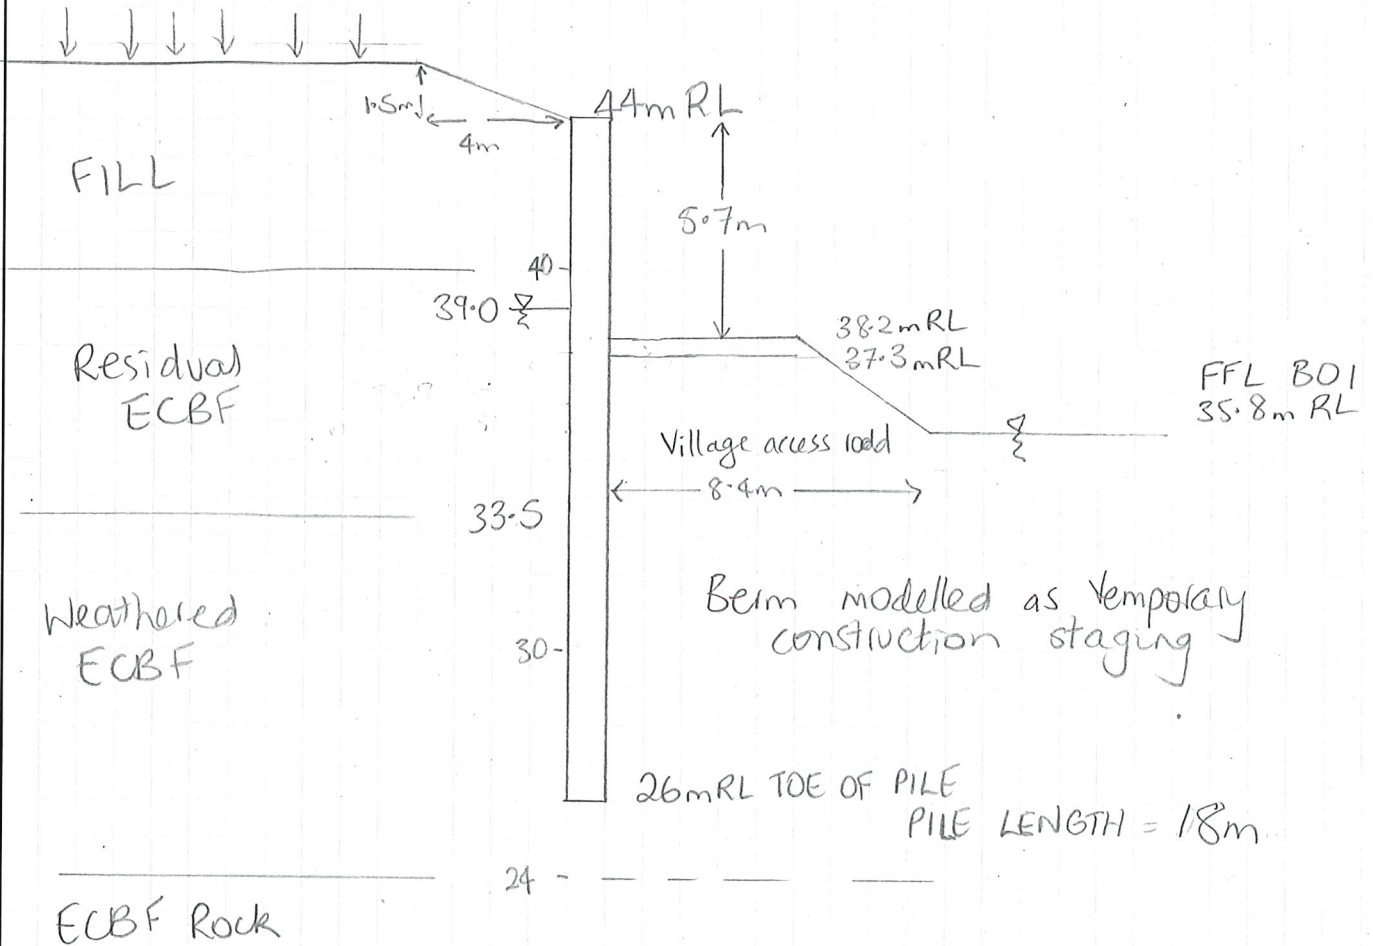 1.5m
4m
44m RL
FILL
5.7m
40
39.0
38.2mRL
37.3mRL
Residual
ECBF
FFL B01
35.8m RL
Village access road
8.4m
33.5
Weathered
ECBF
Berm modelled as temporary
construction staging
30
26mRL TOE OF PILE
PILE LENGTH = 18m
24
ECBF Rock